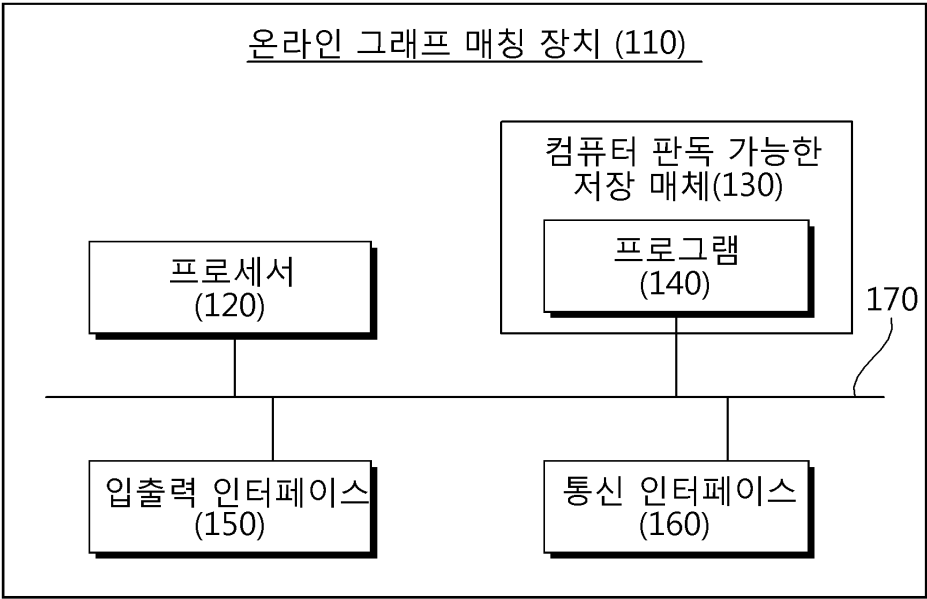 온라인 그래프 매칭 장치 (110)
컴퓨터 판독 가능한
저장 매체(130)
프로그램
(140)
프로세서
(120)
170
입출력 인터페이스
(150)
통신 인터페이스
(160)